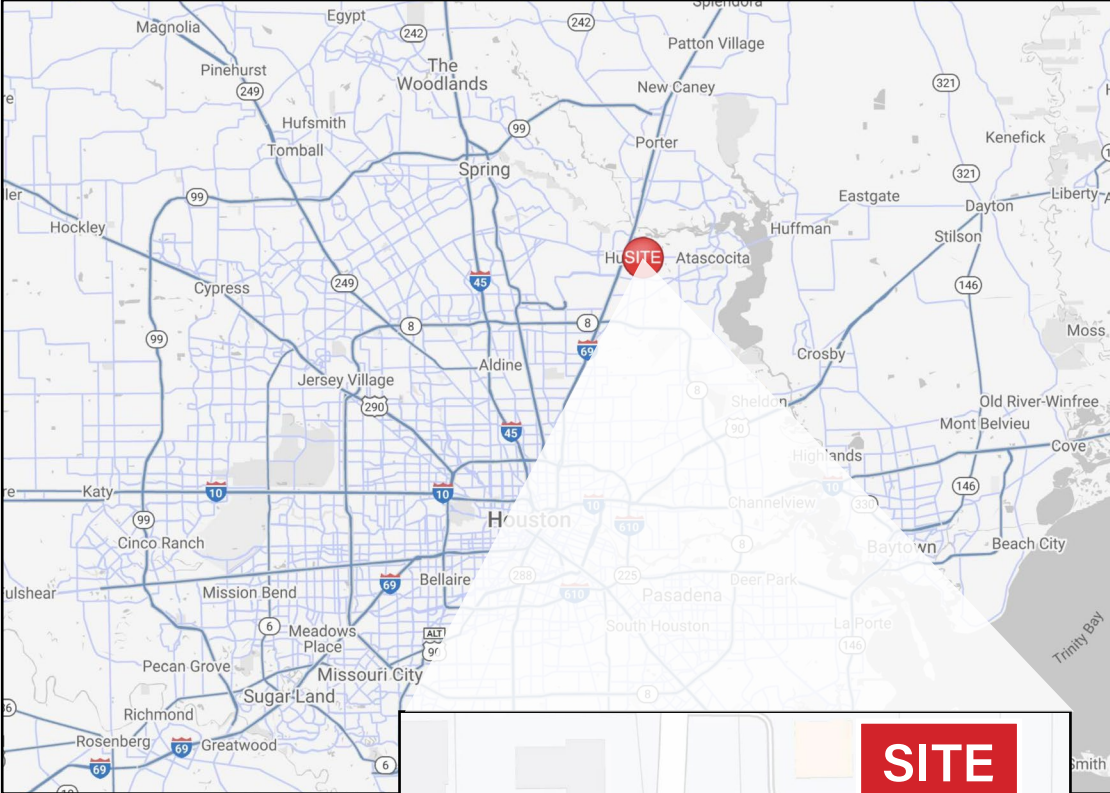 Splendora
Egypt
242
242
Magnolia
Patton Village
The
Woodlands
Pinehurst
249
321
New Caney
Hufsmith
99
Kenefick
Porter
Tomball
Spring
321
99
Eastgate
Liberty
Dayton
Hockley
Huffman
Stilson
SITE
Atascocita
45
249
Cypress
146
8
8
99
Moss
69
Crosby
Aldine
Jersey Village
290
8
Sheldon
Old River-Winfree
Mont Belvieu
90
45
Cove
Highlands
Katy
10
10
10
146
Channelview
10
330
99
Houston
610
Cinco Ranch
8
Baytown
Beach City
69
Bellaire
288
225
Deer Park
Mission Bend
610
Pasadena
6
Meadows
Place
South Houston
La Porte
ALT
146
Trinity Bay
Pecan Grove
Missouri City
Sugar Land
8
Richmond
Rosenberg
69
Greatwood
69
6
SITE
Smith